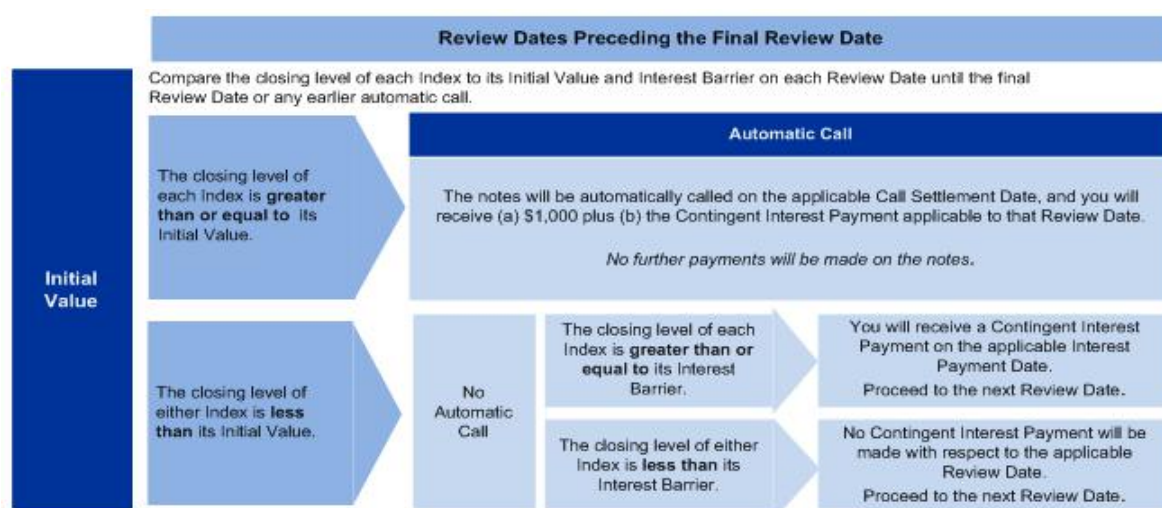 Review Dates Preceding the Final Review Date
Compare the closing level of each Index to its Initial Value and Interest Barrier on each Review Date until the final
Review Date or any earlier automatic call.
Initial
Value
The closing level of
each Index is greater
than or equal to its
Initial Value.
Automatic Call
The notes will be automatically called on the applicable Call Settlement Date, and you will
receive (a) $1,000 plus (b) the Contingent Interest Payment applicable to that Review Date.
No further payments will be made on the notes.
The closing level of
either Index is less
than its Initial Value.
No
Automatic
Call
The closing level of each
Index is greater than or
equal to its Interest
Barrier.
You will receive a Contingent Interest
Payment on the applicable Interest
Payment Date.
Proceed to the next Review Date.
The closing level of either
Index is less than its
Interest Barrier.
No Contingent Interest Payment will be
made with respect to the applicable
Review Date.
Proceed to the next Review Date.